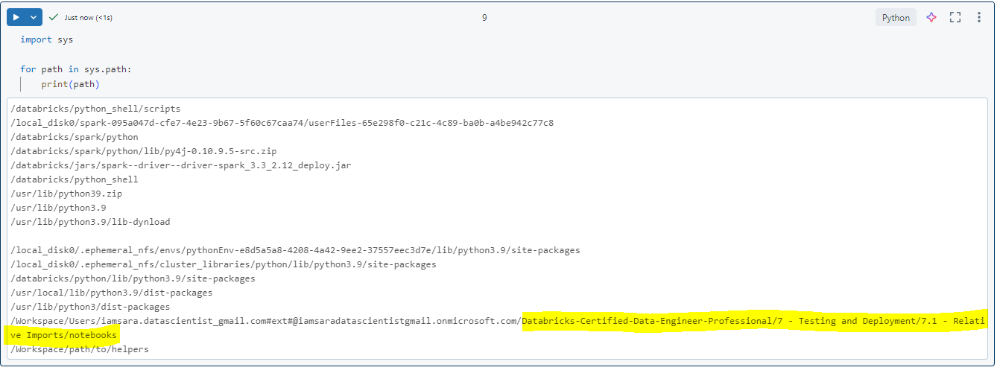 Just now (<1s)
9
Python
import sys
for path in sys.path:
print(path)
/databricks/python_shell/scripts
/local_disk0/spark-095a047d-cfe7-4e23-9b67-5f60c67caa74/userFiles-65e298f0-c21c-4c89-ba0b-a4be942c77c8
/databricks/spark/python
/databricks/spark/python/lib/py4j-0.10.9.5-src.zip
/databricks/jars/spark--driver--driver-spark_3.3_2.12_deploy.jar
/databricks/python_shell
/usr/lib/python39.zip
/usr/lib/python3.9
/usr/lib/python3.9/lib-dynload
/local_disk0/.ephemeral_nfs/envs/pythonEnv-e8d5a5a8-4208-4a42-9ee2-37557eec3d7e/lib/python3.9/site-packages
/local_disk0/.ephemeral_nfs/cluster_libraries/python/lib/python3.9/site-packages
/databricks/python/lib/python3.9/site-packages
/usr/local/lib/python3.9/dist-packages
/usr/lib/python3/dist-packages
/Workspace/Users/iamsara.datascientist_gmail.com#ext#@iamsaradatascientistgmail.onmicrosoft.com/Databricks-Certified-Data-Engineer-Professional/7 - Testing and Deployment/7.1 - Relati
ve Imports/notebooks
/Workspace/path/to/helpers